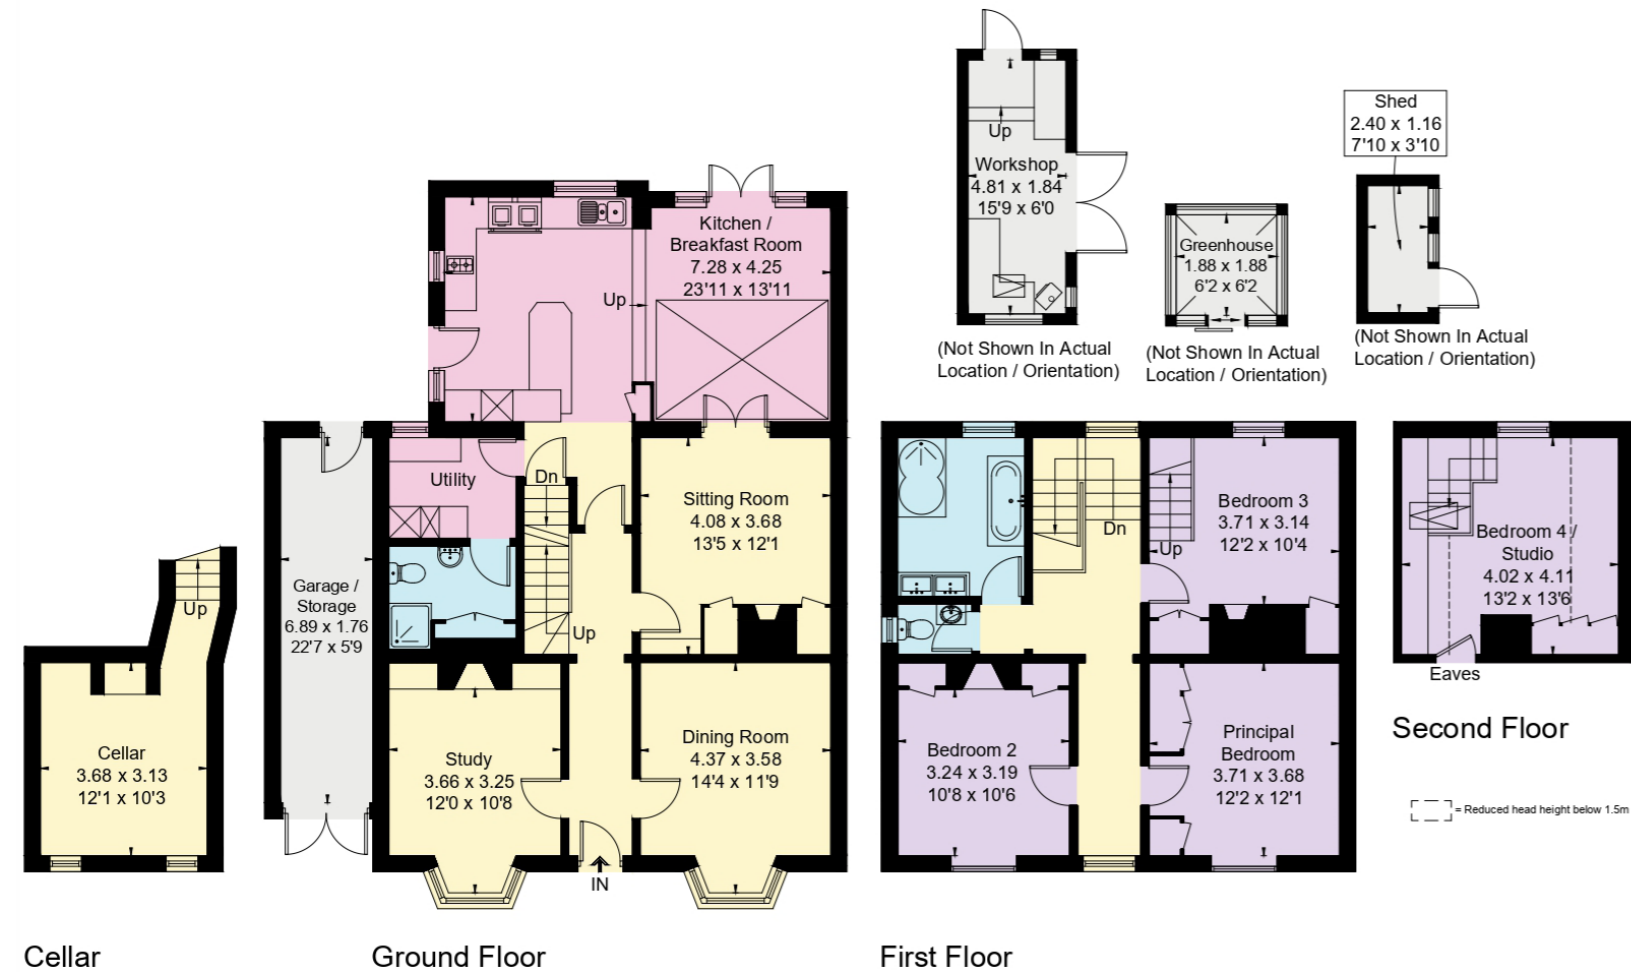 Shed
2.40 x 1.16
7'10 x 3'10
Up
Workshop
4.81 x 1.84
15'9 x 6'0
Greenhouse
1.88 x 1.88
6'2 x 6'2
(Not Shown In Actual
Location / Orientation)
(Not Shown In Actual
Location / Orientation)
(Not Shown In Actual
Location / Orientation)
Kitchen /
Breakfast Room
7.28 x 4.25
23'11 x 13'11
Up
Utility
Dn
Sitting Room
4.08 x 3.68
13'5 x 12'1
Garage /
Storage
6.89 x 1.76
22'7 x 5'9
Up
Up
Cellar
3.68 x 3.13
12'1 x 10'3
Study
3.66 x 3.25
12'0 x 10'8
Dining Room
4.37 x 3.58
14'4 x 11'9
IN
Dn
Bedroom 3
3.71 x 3.14
12'2 x 10'4
Up
Bedroom 2
3.24 x 3.19
10'8 x 10'6
Principal
Bedroom
3.71 x 3.68
12'2 x 12'1
Bedroom 4 /
Studio
4.02 x 4.11
13'2 x 13'6
Eaves
Second Floor
= Reduced head height below 1.5m
Cellar
Ground Floor
First Floor